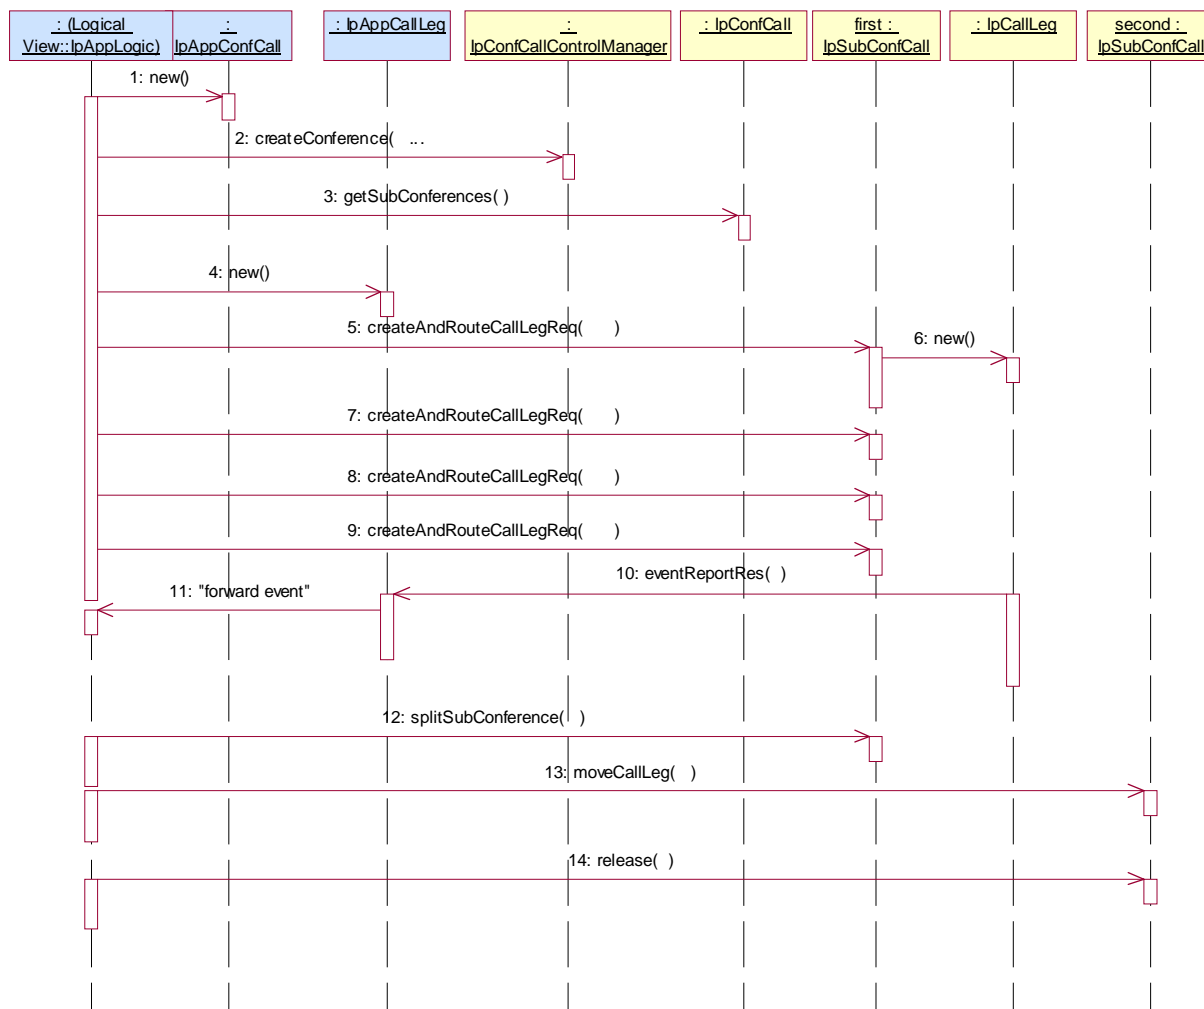 : (Logical
View::IpAppLogic)
:
IpAppConfCall
: IpAppCallLeg
:
IpConfCallControlManager
: IpConfCall
first :
IpSubConfCall
: IpCallLeg
second :
IpSubConfCall
1: new()
2: createConference( ...
3: getSubConferences( )
4: new()
5: createAndRouteCallLegReq( )
6: new()
7: createAndRouteCallLegReq( )
8: createAndRouteCallLegReq( )
9: createAndRouteCallLegReq( )
10: eventReportRes( )
11: "forward event"
12: splitSubConference( )
13: moveCallLeg( )
14: release( )